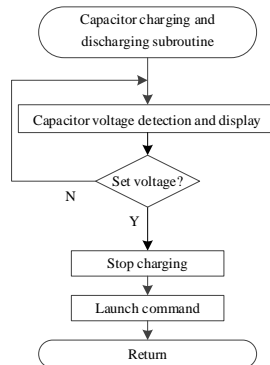 Capacitor charging and
discharging subroutine
Capacitor voltage detection and display
Set voltage?
N
Y
Stop charging
Launch command
Return